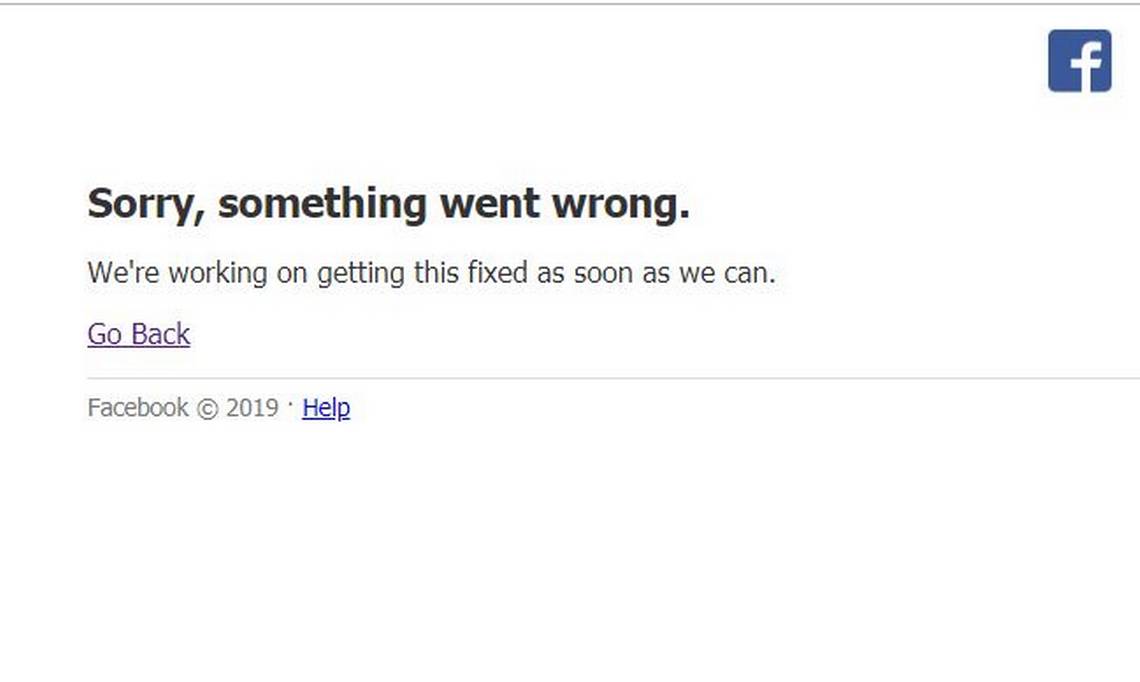 Sorry, something went wrong.
We're working on getting this fixed as soon as we can.
Go Back
Facebook © 2019 · Help